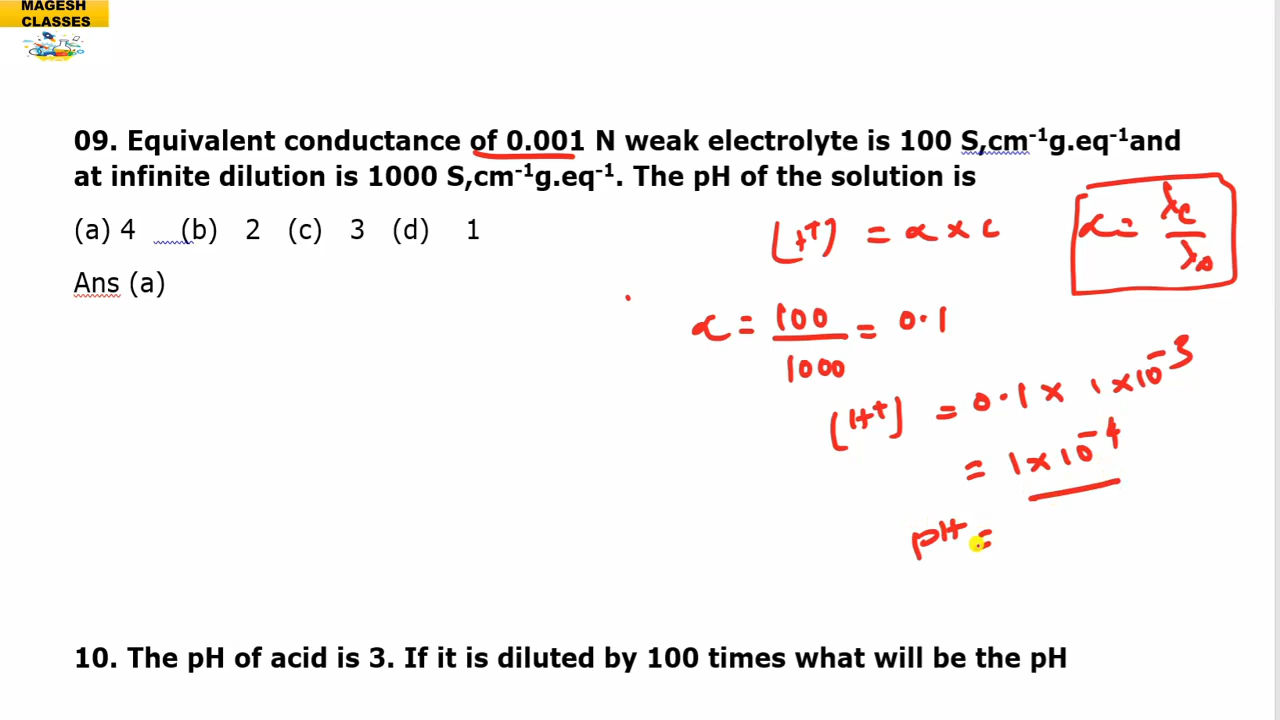 MAGESH
CLASSES
09. Equivalent conductance of 0.001 N weak electrolyte is 100 S,cm⁻¹g.eq⁻¹and
at infinite dilution is 1000 S,cm⁻¹g.eq⁻¹. The pH of the solution is
(a) 4 (b) 2 (c) 3 (d) 1
Ans (a)
[H⁺] = α × C
α = λc / λ∞
α = 100 / 1000 = 0.1
[H⁺] = 0.1 × 1×10⁻³
= 1×10⁻⁴
pH =
10. The pH of acid is 3. If it is diluted by 100 times what will be the pH